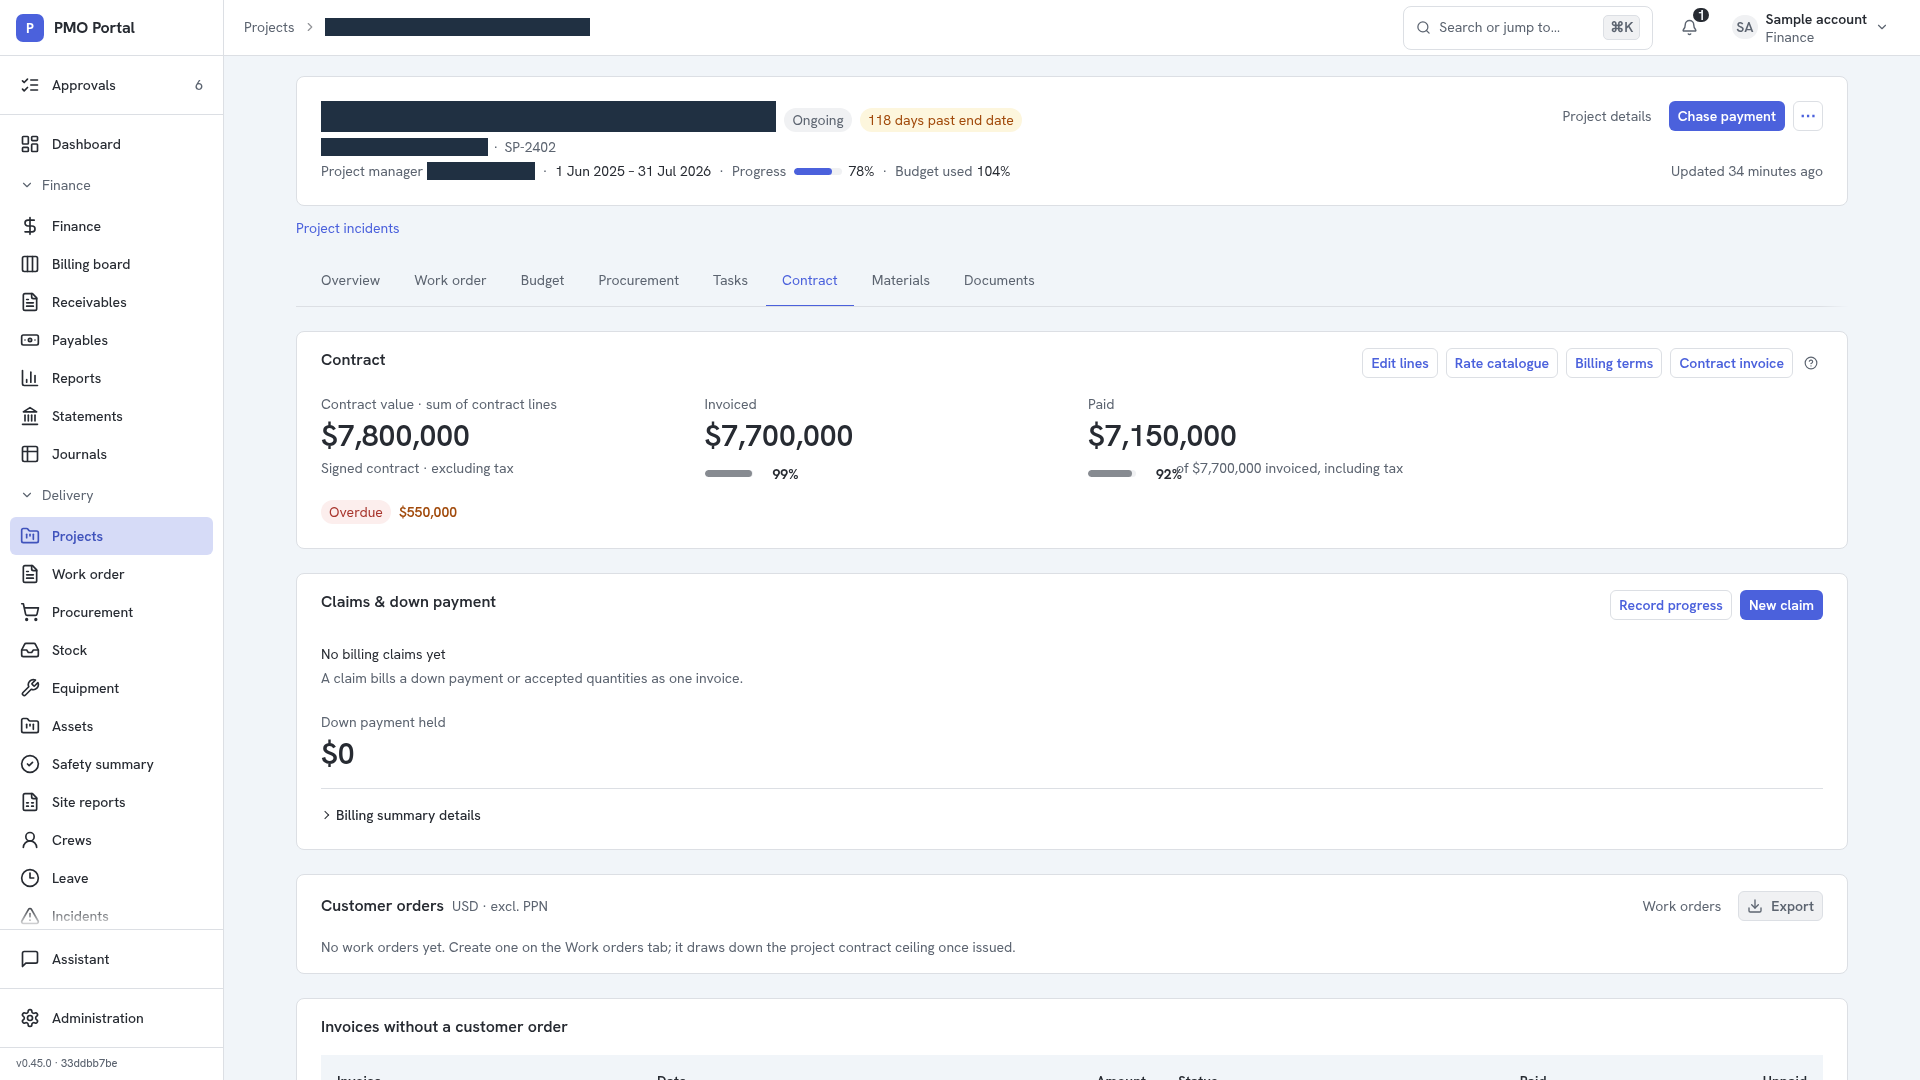 P PMO Portal
Projects
Search or jump to...
⌘K
1
SA
Sample account
Finance
Approvals 6
Dashboard
Finance
Finance
Billing board
Receivables
Payables
Reports
Statements
Journals
Delivery
Projects
Work order
Procurement
Stock
Equipment
Assets
Safety summary
Site reports
Crews
Leave
Incidents
Assistant
Administration
v0.45.0 · 33ddbb7be
Ongoing
118 days past end date
Project details
Chase payment
· SP-2402
Project manager · 1 Jun 2025 – 31 Jul 2026 · Progress 78% · Budget used 104%
Updated 34 minutes ago
Project incidents
Overview Work order Budget Procurement Tasks Contract Materials Documents
Contract
Edit lines Rate catalogue Billing terms Contract invoice
Contract value · sum of contract lines
$7,800,000
Signed contract · excluding tax
Invoiced
$7,700,000
99%
Paid
$7,150,000
92%
of $7,700,000 invoiced, including tax
Overdue $550,000
Claims & down payment
Record progress New claim
No billing claims yet
A claim bills a down payment or accepted quantities as one invoice.
Down payment held
$0
Billing summary details
Customer orders USD · excl. PPN
Work orders Export
No work orders yet. Create one on the Work orders tab; it draws down the project contract ceiling once issued.
Invoices without a customer order
Invoice Date Amount Status Paid Unpaid